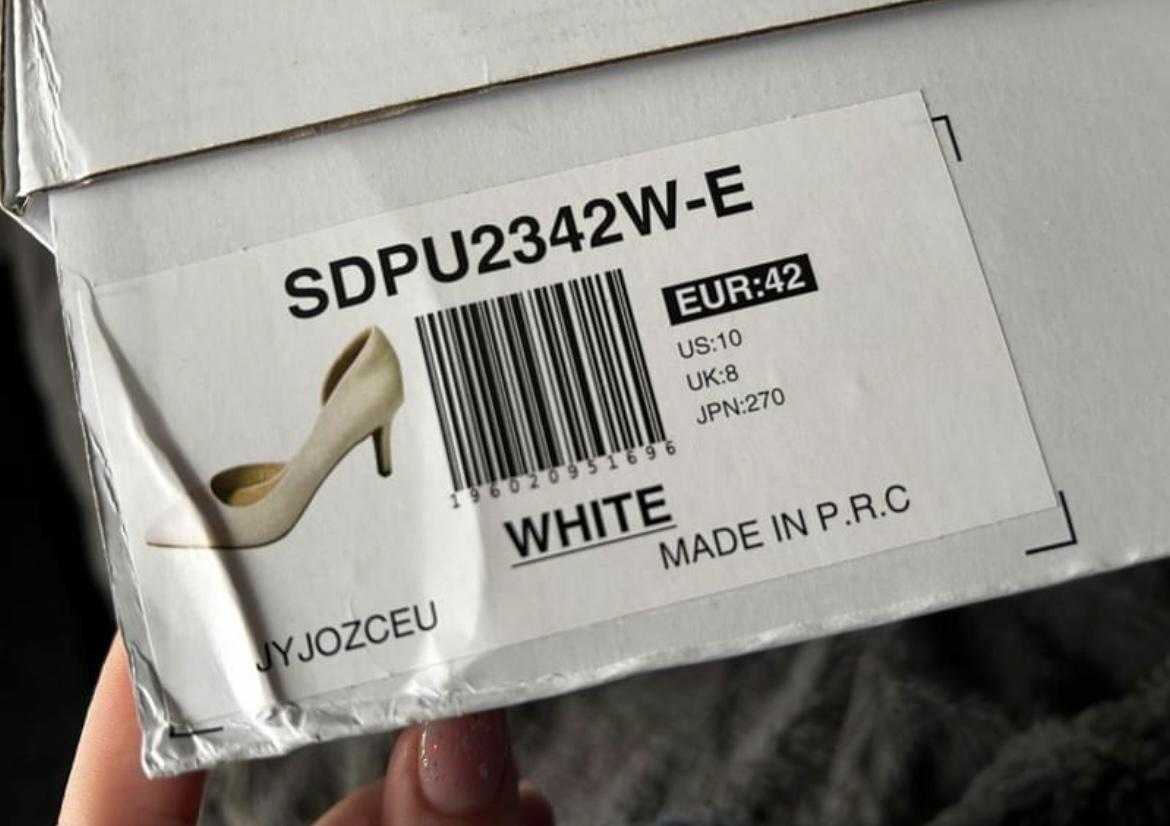 SDPU2342W-E
EUR:42
US:10
UK:8
JPN:270
196020951696
WHITE
MADE IN P.R.C
JYJOZCEU